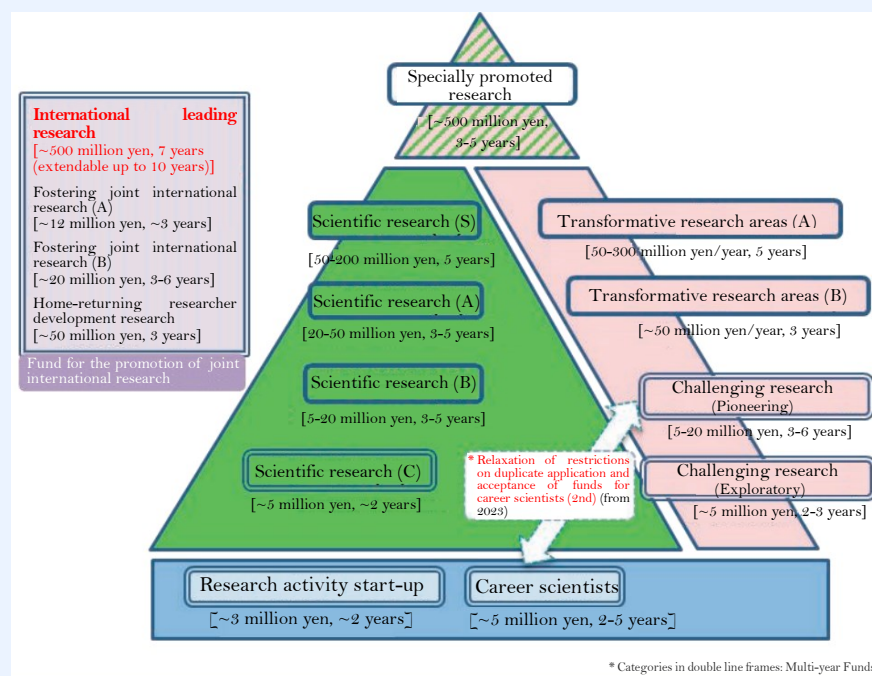 Specially promoted
research
[~500 million yen,
3-5 years]
International leading
research
[~500 million yen, 7 years
(extendable up to 10 years)]
Fostering joint international
research (A)
[~12 million yen, ~3 years]
Fostering joint international
research (B)
[~20 million yen, 3-6 years]
Home-returning researcher
development research
[~50 million yen, 3 years]
Fund for the promotion of joint
international research
Scientific research (S)
[50-200 million yen, 5 years]
Scientific research (A)
[20-50 million yen, 3-5 years]
Scientific research (B)
[5-20 million yen, 3-5 years]
Scientific research (C)
[~5 million yen, ~2 years]
Transformative research areas (A)
[50-300 million yen/year, 5 years]
Transformative research areas (B)
[~50 million yen/year, 3 years]
Challenging research
(Pioneering)
[5-20 million yen, 3-6 years]
Challenging research
(Exploratory)
[~5 million yen, 2-3 years]
* Relaxation of restrictions
on duplicate application and
acceptance of funds for
career scientists (2nd) (from
2023)
Research activity start-up
[~3 million yen, ~2 years]
Career scientists
[~5 million yen, 2-5 years]
* Categories in double line frames: Multi-year Funds